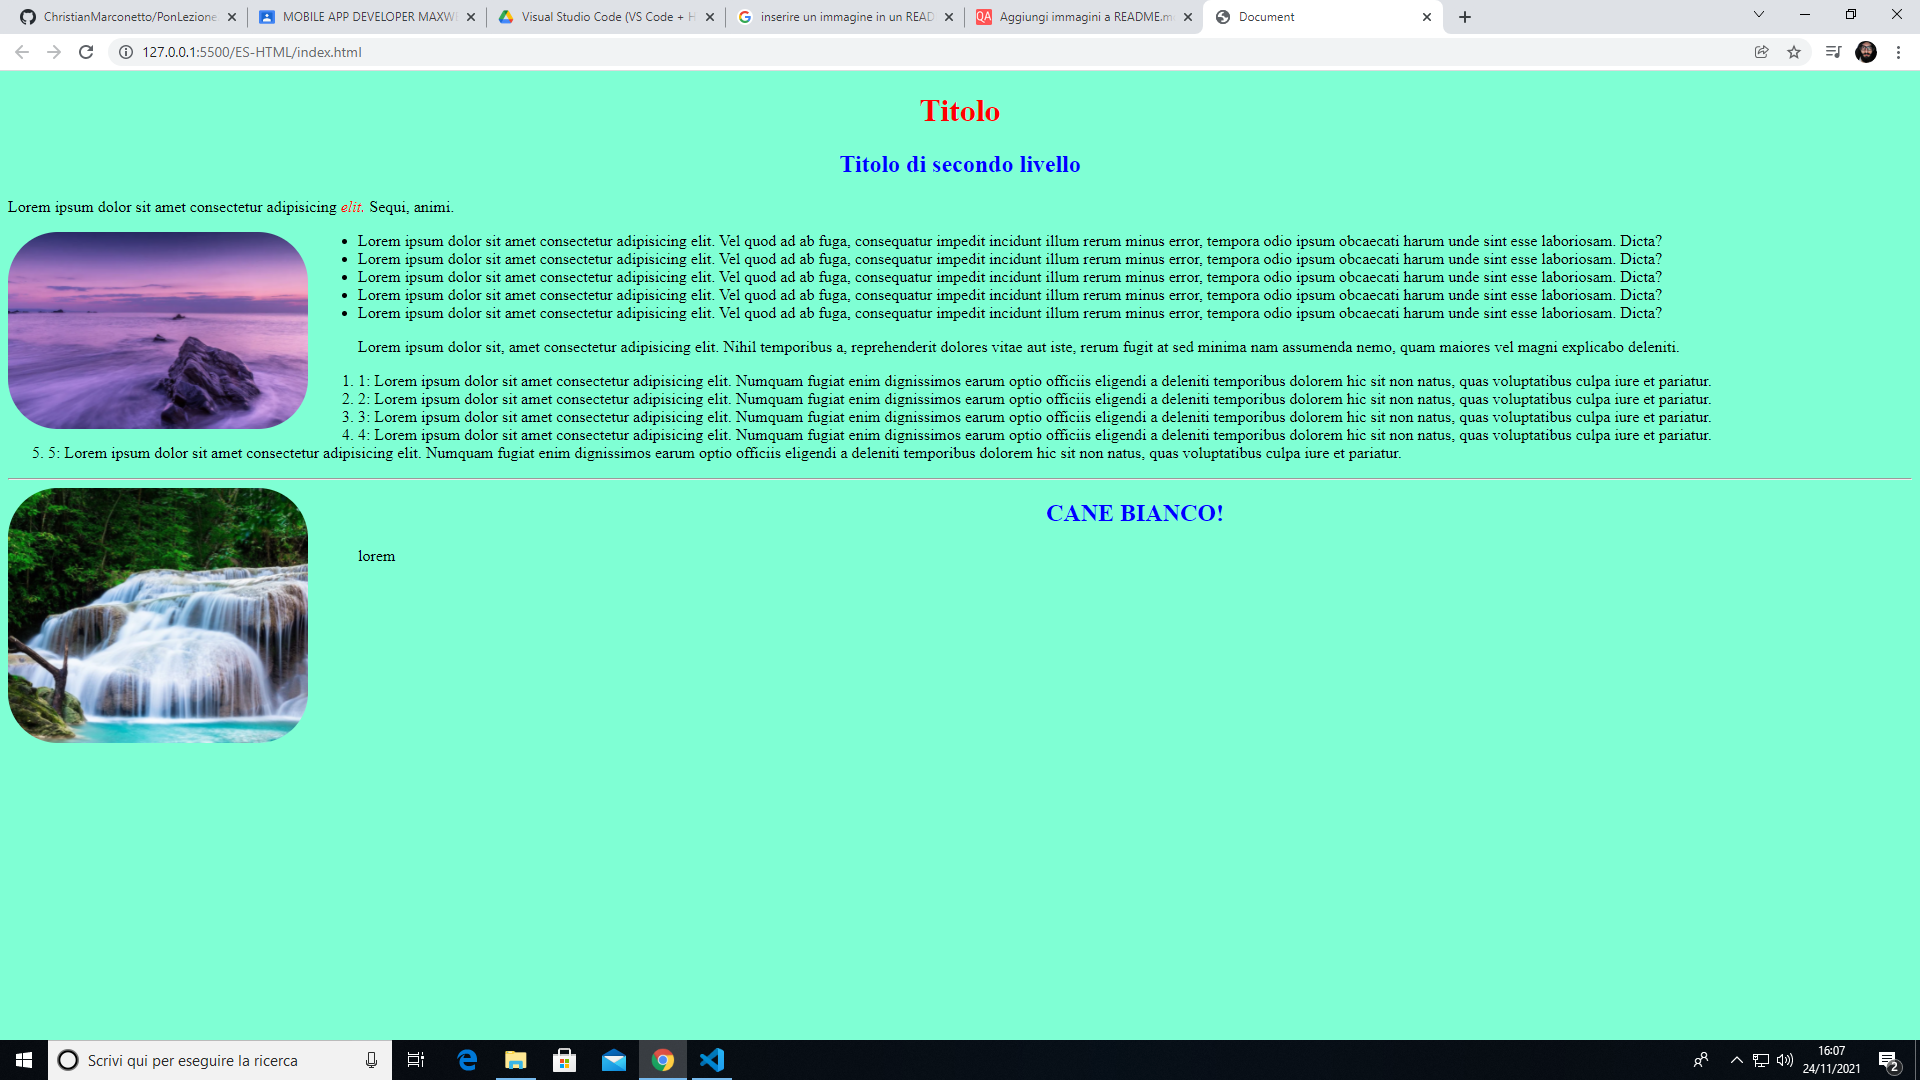 ChristianMarconetto/PonLezione
MOBILE APP DEVELOPER MAXW
Visual Studio Code (VS Code + H
inserire un immagine in un READ
QA Aggiungi immagini a README.m
Document
127.0.0.1:5500/ES-HTML/index.html
Titolo
Titolo di secondo livello
Lorem ipsum dolor sit amet consectetur adipisicing elit. Sequi, animi.
• Lorem ipsum dolor sit amet consectetur adipisicing elit. Vel quod ad ab fuga, consequatur impedit incidunt illum rerum minus error, tempora odio ipsum obcaecati harum unde sint esse laboriosam. Dicta?
• Lorem ipsum dolor sit amet consectetur adipisicing elit. Vel quod ad ab fuga, consequatur impedit incidunt illum rerum minus error, tempora odio ipsum obcaecati harum unde sint esse laboriosam. Dicta?
• Lorem ipsum dolor sit amet consectetur adipisicing elit. Vel quod ad ab fuga, consequatur impedit incidunt illum rerum minus error, tempora odio ipsum obcaecati harum unde sint esse laboriosam. Dicta?
• Lorem ipsum dolor sit amet consectetur adipisicing elit. Vel quod ad ab fuga, consequatur impedit incidunt illum rerum minus error, tempora odio ipsum obcaecati harum unde sint esse laboriosam. Dicta?
• Lorem ipsum dolor sit amet consectetur adipisicing elit. Vel quod ad ab fuga, consequatur impedit incidunt illum rerum minus error, tempora odio ipsum obcaecati harum unde sint esse laboriosam. Dicta?
Lorem ipsum dolor sit, amet consectetur adipisicing elit. Nihil temporibus a, reprehenderit dolores vitae aut iste, rerum fugit at sed minima nam assumenda nemo, quam maiores vel magni explicabo deleniti.
1. 1: Lorem ipsum dolor sit amet consectetur adipisicing elit. Numquam fugiat enim dignissimos earum optio officiis eligendi a deleniti temporibus dolorem hic sit non natus, quas voluptatibus culpa iure et pariatur.
2. 2: Lorem ipsum dolor sit amet consectetur adipisicing elit. Numquam fugiat enim dignissimos earum optio officiis eligendi a deleniti temporibus dolorem hic sit non natus, quas voluptatibus culpa iure et pariatur.
3. 3: Lorem ipsum dolor sit amet consectetur adipisicing elit. Numquam fugiat enim dignissimos earum optio officiis eligendi a deleniti temporibus dolorem hic sit non natus, quas voluptatibus culpa iure et pariatur.
4. 4: Lorem ipsum dolor sit amet consectetur adipisicing elit. Numquam fugiat enim dignissimos earum optio officiis eligendi a deleniti temporibus dolorem hic sit non natus, quas voluptatibus culpa iure et pariatur.
5. 5: Lorem ipsum dolor sit amet consectetur adipisicing elit. Numquam fugiat enim dignissimos earum optio officiis eligendi a deleniti temporibus dolorem hic sit non natus, quas voluptatibus culpa iure et pariatur.
CANE BIANCO!
lorem
Scrivi qui per eseguire la ricerca
16:07
24/11/2021
2